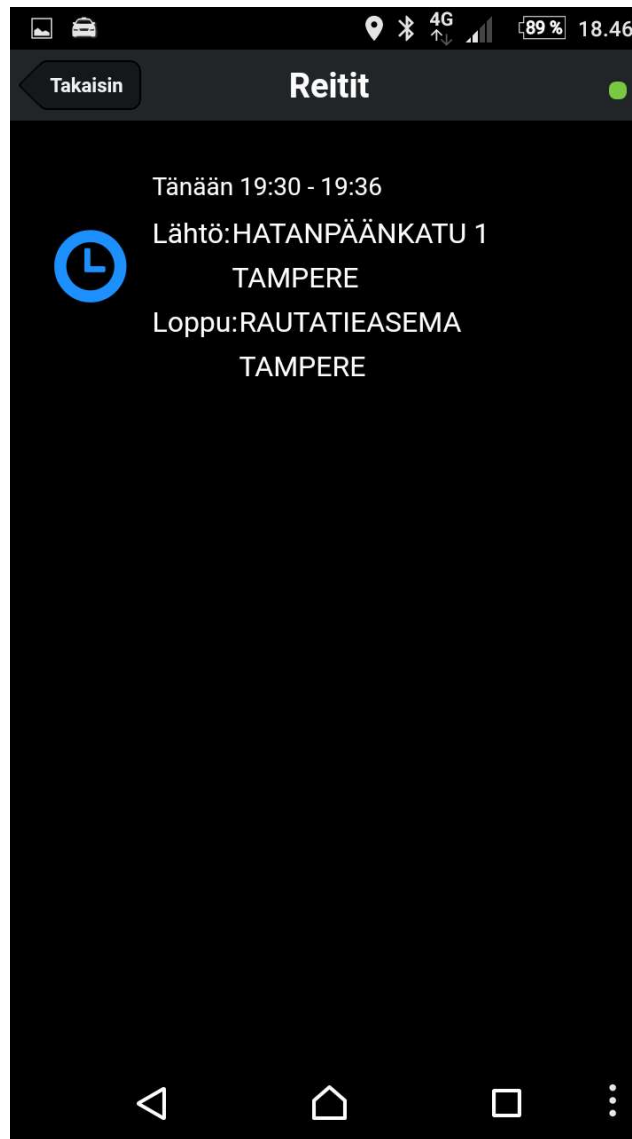 4G 89 % 18.46
Takaisin Reitit
Tänään 19:30 - 19:36
Lähtö:HATANPÄÄNKATU 1
TAMPERE
Loppu:RAUTATIEASEMA
TAMPERE